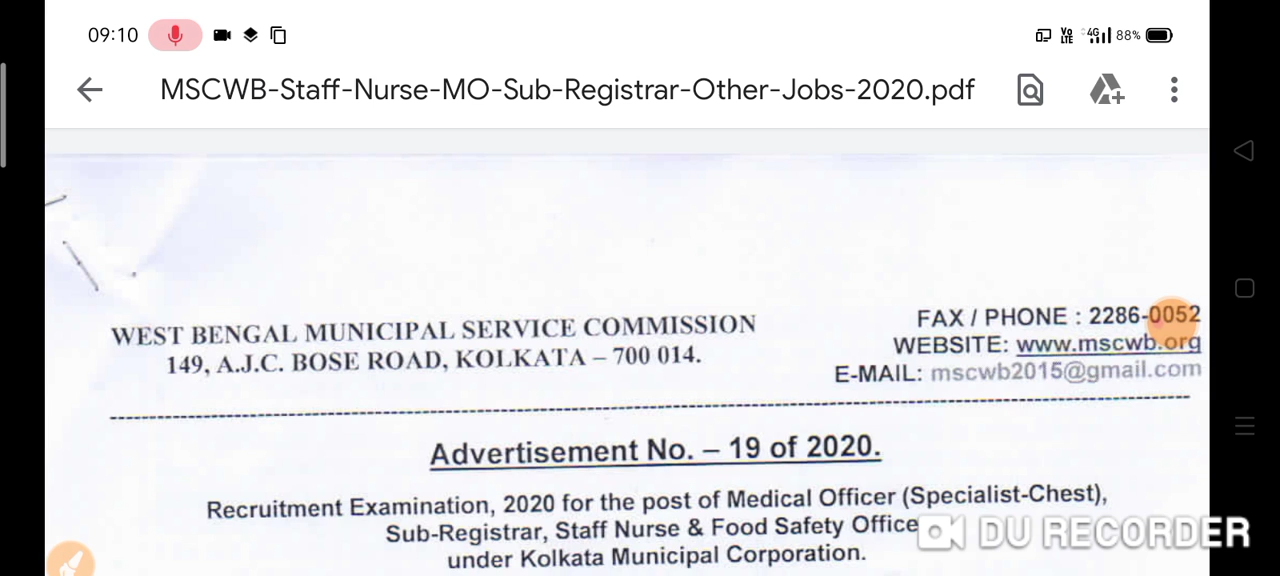 09:10
Vo LTE 4G 88%
MSCWB-Staff-Nurse-MO-Sub-Registrar-Other-Jobs-2020.pdf
WEST BENGAL MUNICIPAL SERVICE COMMISSION
149, A.J.C. BOSE ROAD, KOLKATA – 700 014.
FAX / PHONE : 2286-0052
WEBSITE: www.mscwb.org
E-MAIL: mscwb2015@gmail.com
Advertisement No. – 19 of 2020.
Recruitment Examination, 2020 for the post of Medical Officer (Specialist-Chest),
Sub-Registrar, Staff Nurse & Food Safety Office
under Kolkata Municipal Corporation.
DU RECORDER